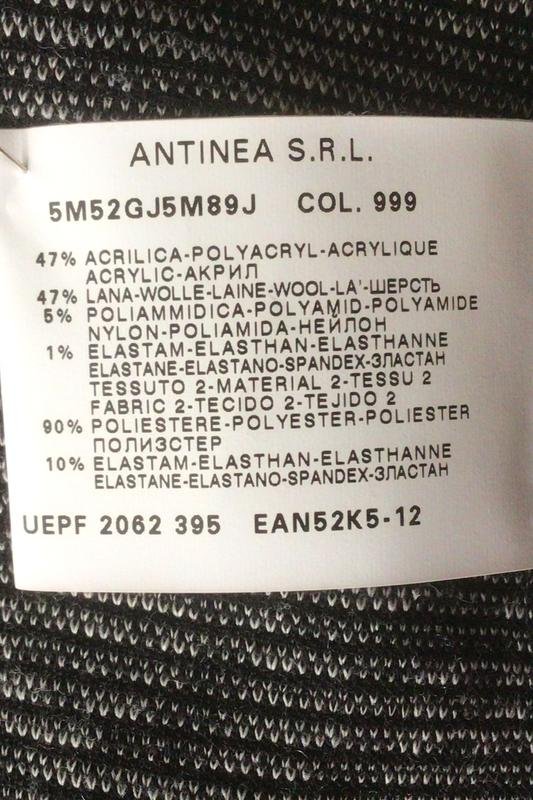 ANTINEA S.R.L.
5M52GJ5M89J COL. 999
47% ACRILICA-POLYACRYL-ACRYLIQUE
ACRYLIC-АКРИЛ
47% LANA-WOLLE-LAINE-WOOL-LA'-ШЕРСТЬ
5% POLIAMMIDICA-POLYAMID-POLYAMIDE
NYLON-POLIAMIDA-НЕЙЛОН
1% ELASTAM-ELASTHAN-ELASTHANNE
ELASTANE-ELASTANO-SPANDEX-ЗЛАСТАН
TESSUTO 2-MATERIAL 2-TESSU 2
FABRIC 2-TECIDO 2-TEJIDO 2
90% POLIESTERE-POLYESTER-POLIESTER
ПОЛИЗСТЕР
10% ELASTAM-ELASTHAN-ELASTHANNE
ELASTANE-ELASTANO-SPANDEX-ЗЛАСТАН
UEPF 2062 395 EAN52K5-12